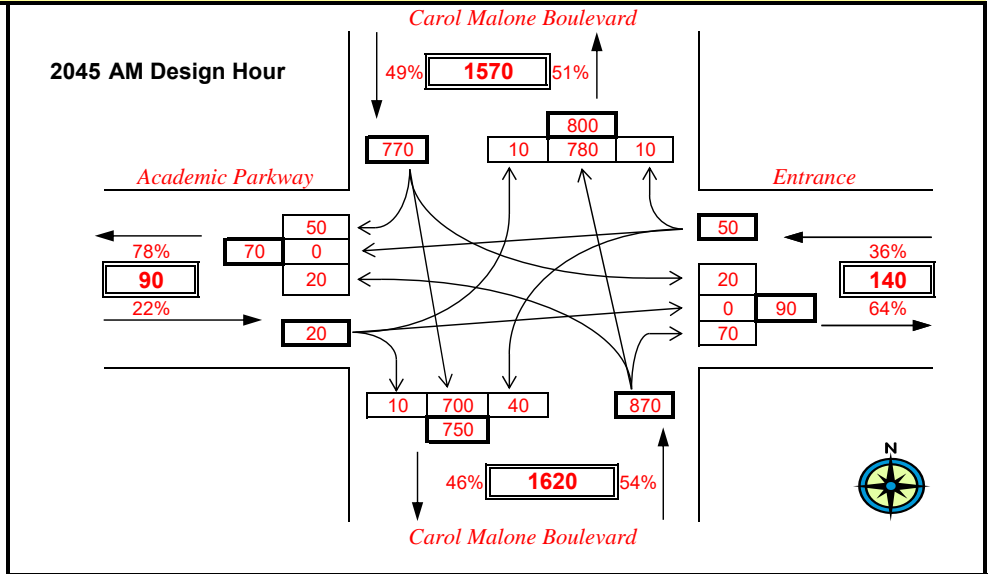 Carol Malone Boulevard
2045 AM Design Hour
49% 1570 51%
800
770 10 780 10
Academic Parkway Entrance
50 50
78% 70 0 36%
90 20 20 140
22% 0 90 64%
20 70
10 700 40 870
750
N
46% 1620 54%
Carol Malone Boulevard